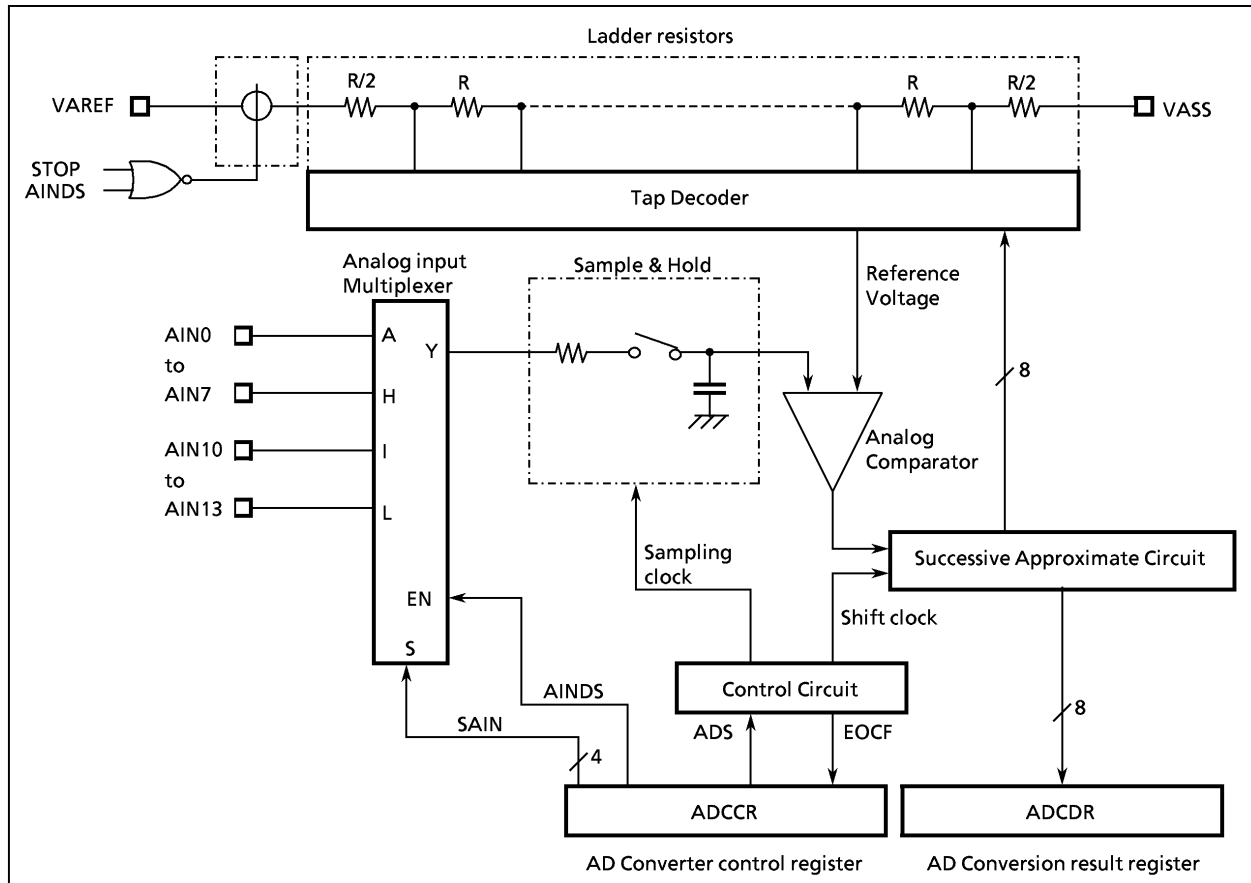 Ladder resistors
R/2
R
R
R/2
VAREF
VASS
STOP
AINDS
Tap Decoder
Analog input
Multiplexer
Sample & Hold
Reference
Voltage
AIN0
to
AIN7
AIN10
to
AIN13
A
H
I
L
Y
EN
S
8
Analog
Comparator
Sampling
clock
Successive Approximate Circuit
Shift clock
Control Circuit
AINDS
SAIN
4
ADS
EOCF
8
ADCCR
ADCDR
AD Converter control register
AD Conversion result register